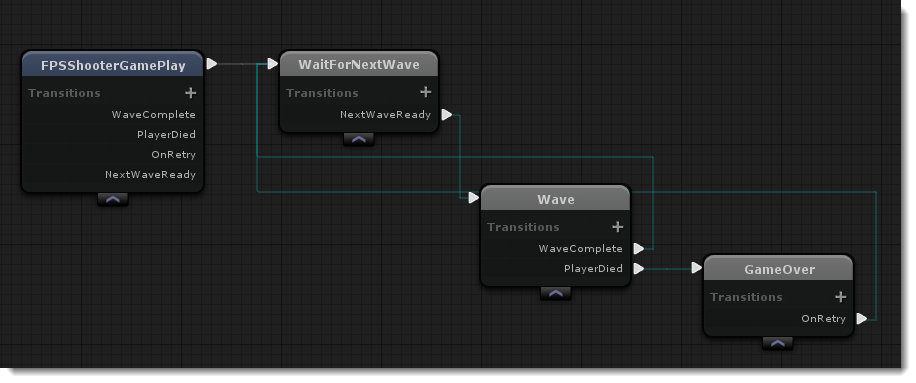 FPSShooterGamePlay
Transitions
WaveComplete
PlayerDied
OnRetry
NextWaveReady
WaitForNextWave
Transitions
NextWaveReady
Wave
Transitions
WaveComplete
PlayerDied
GameOver
Transitions
OnRetry